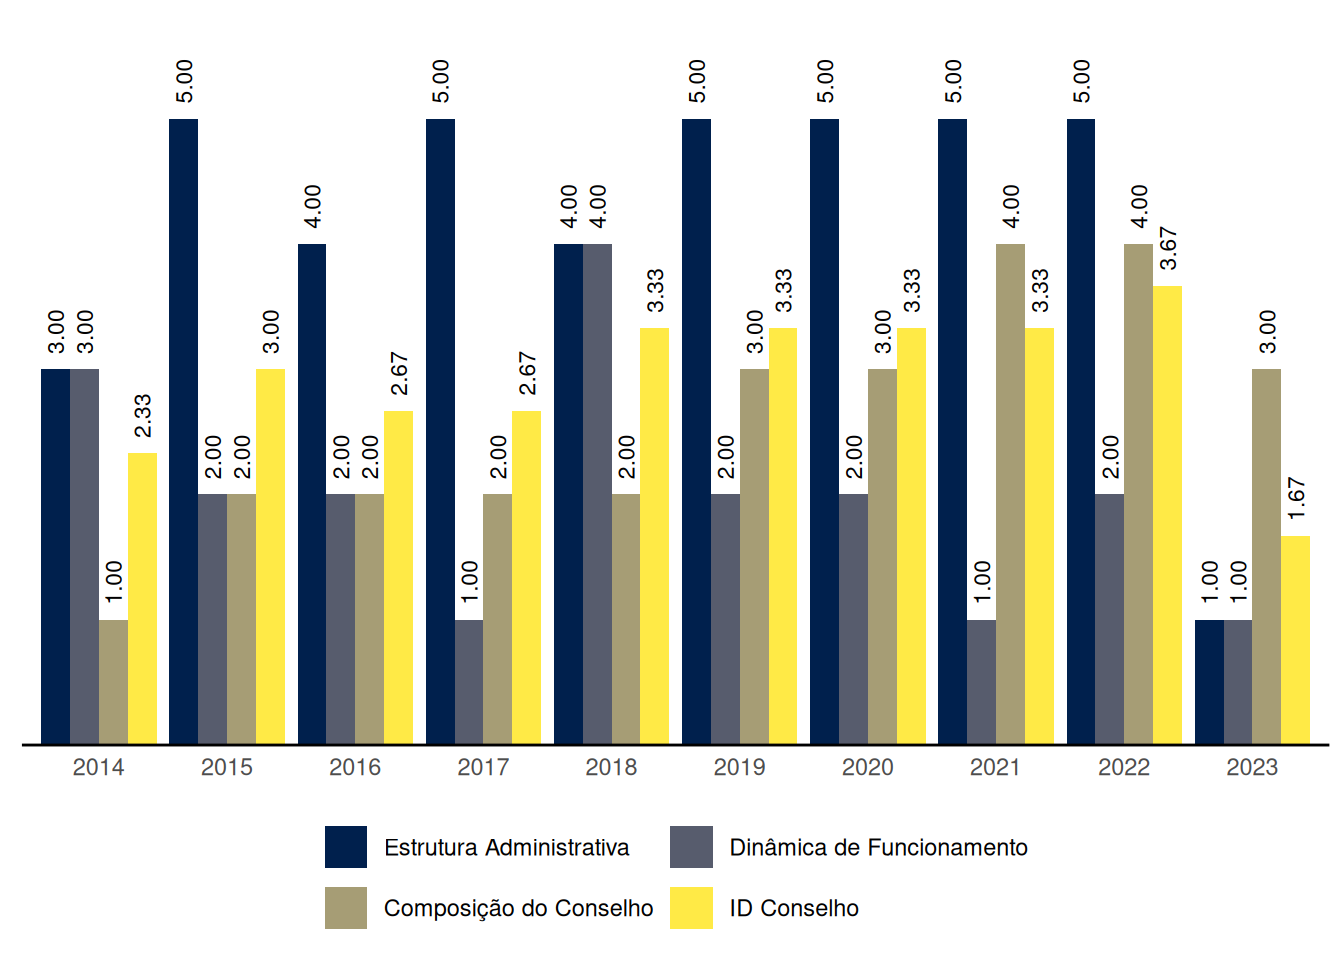 3.00 3.00 1.00 2.33
5.00 2.00 2.00 3.00
4.00 2.00 2.00 2.67
5.00 1.00 2.00 2.67
4.00 4.00 2.00 3.33
5.00 2.00 3.00 3.33
5.00 2.00 3.00 3.33
5.00 1.00 4.00 3.33
5.00 2.00 4.00 3.67
1.00 1.00 3.00 1.67
2014 2015 2016 2017 2018 2019 2020 2021 2022 2023
Estrutura Administrativa Dinâmica de Funcionamento
Composição do Conselho ID Conselho